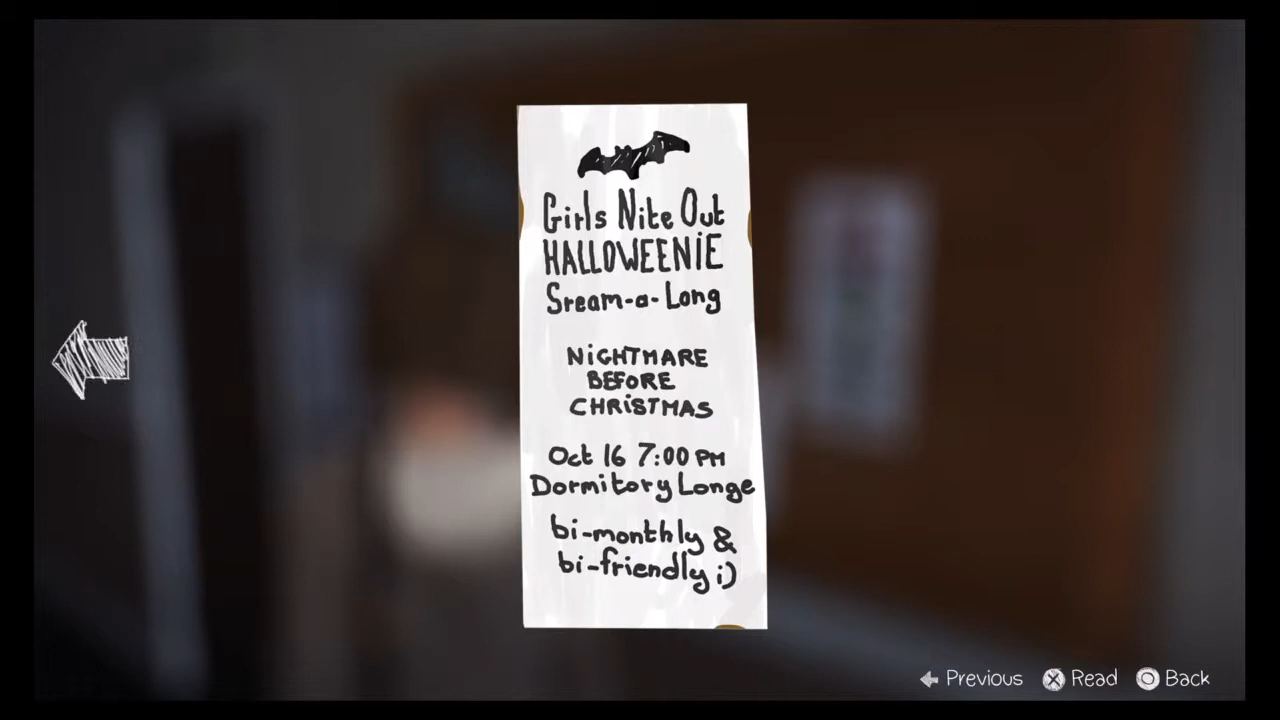 Girls Nite Out
HALLOWEENiE
Sream-a-Long
NiGHTMARE
BEFORE
CHRiSTMAS
Oct 16 7:00 PM
Dormitory Longe
bi-monthly &
bi-friendly ;)
Previous
Read
Back